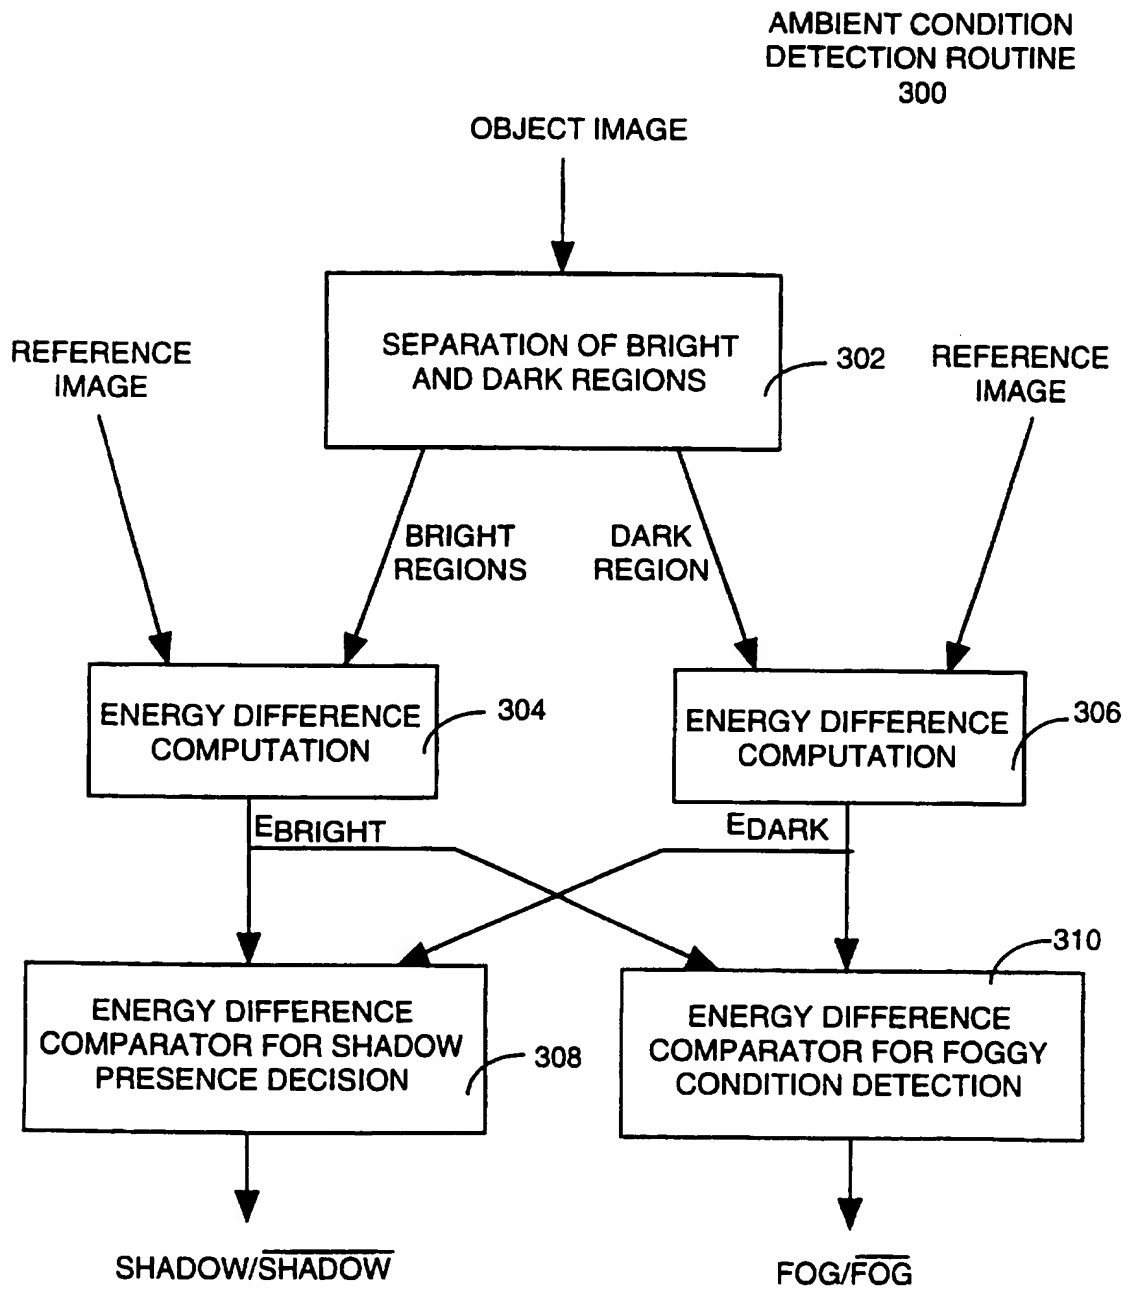 AMBIENT CONDITION
DETECTION ROUTINE
300
OBJECT IMAGE
SEPARATION OF BRIGHT
AND DARK REGIONS
302
REFERENCE
IMAGE
REFERENCE
IMAGE
BRIGHT
REGIONS
DARK
REGION
ENERGY DIFFERENCE
COMPUTATION
304
ENERGY DIFFERENCE
COMPUTATION
306
EBRIGHT
EDARK
ENERGY DIFFERENCE
COMPARATOR FOR SHADOW
PRESENCE DECISION
308
310
ENERGY DIFFERENCE
COMPARATOR FOR FOGGY
CONDITION DETECTION
SHADOW/S̅H̅A̅D̅O̅W̅
FOG/F̅O̅G̅